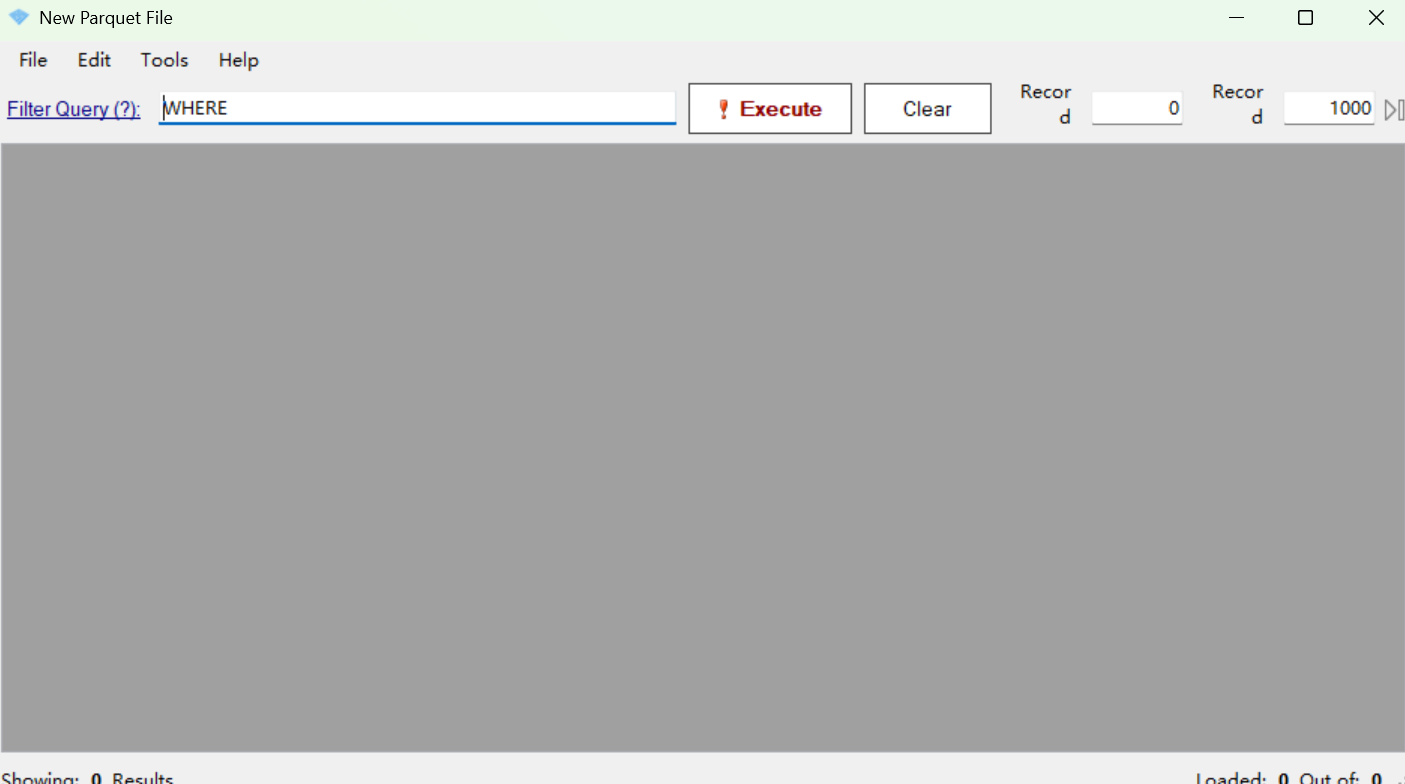 New Parquet File
File Edit Tools Help
Filter Query (?): WHERE Execute Clear Recor
d 0 Recor
d 1000
Showing: 0 Results Loaded: 0 Out of: 0